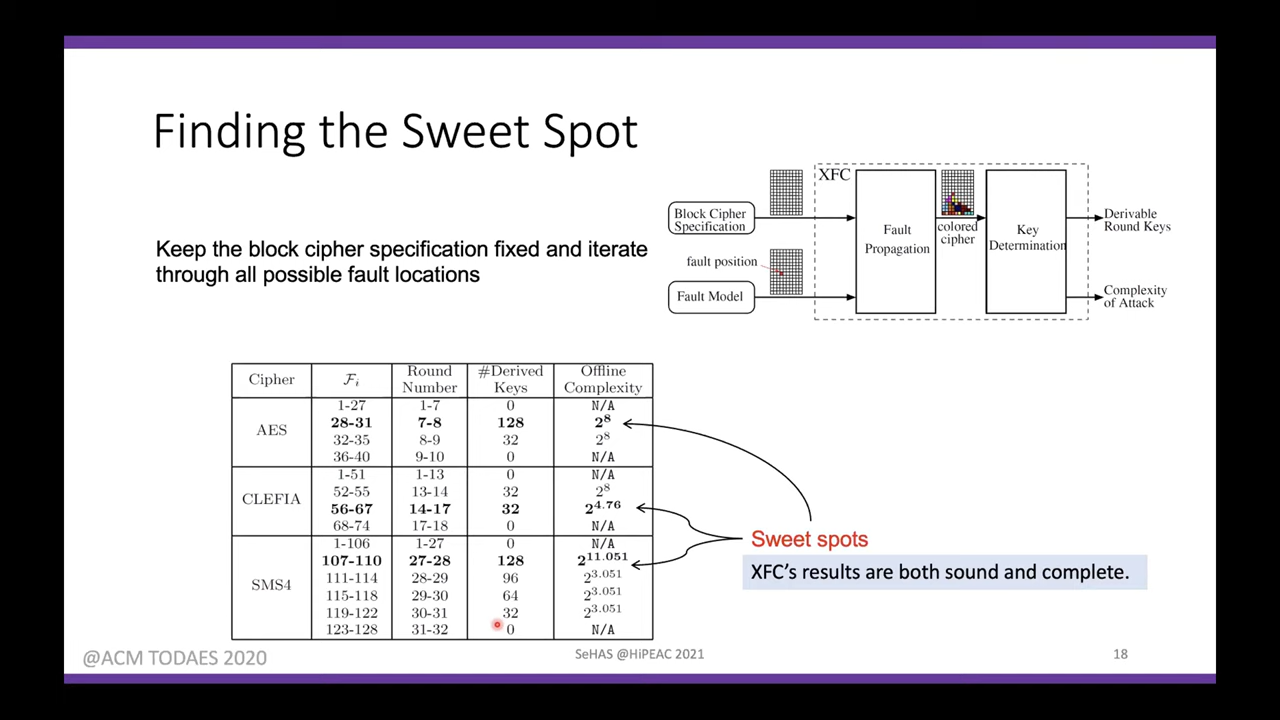 Finding the Sweet Spot
XFC
Block Cipher
Specification
fault position
Fault Model
Fault
Propagation
colored
cipher
Key
Determination
Derivable
Round Keys
Complexity
of Attack
Keep the block cipher specification fixed and iterate
through all possible fault locations
Cipher | 𝓕ᵢ | Round Number | #Derived Keys | Offline Complexity
AES
1-27 | 1-7 | 0 | N/A
28-31 | 7-8 | 128 | 2^8
32-35 | 8-9 | 32 | 2^8
36-40 | 9-10 | 0 | N/A
CLEFIA
1-51 | 1-13 | 0 | N/A
52-55 | 13-14 | 32 | 2^8
56-67 | 14-17 | 32 | 2^4.76
68-74 | 17-18 | 0 | N/A
SMS4
1-106 | 1-27 | 0 | N/A
107-110 | 27-28 | 128 | 2^11.051
111-114 | 28-29 | 96 | 2^3.051
115-118 | 29-30 | 64 | 2^3.051
119-122 | 30-31 | 32 | 2^3.051
123-128 | 31-32 | 0 | N/A
Sweet spots
XFC's results are both sound and complete.
@ACM TODAES 2020
SeHAS @HiPEAC 2021
18